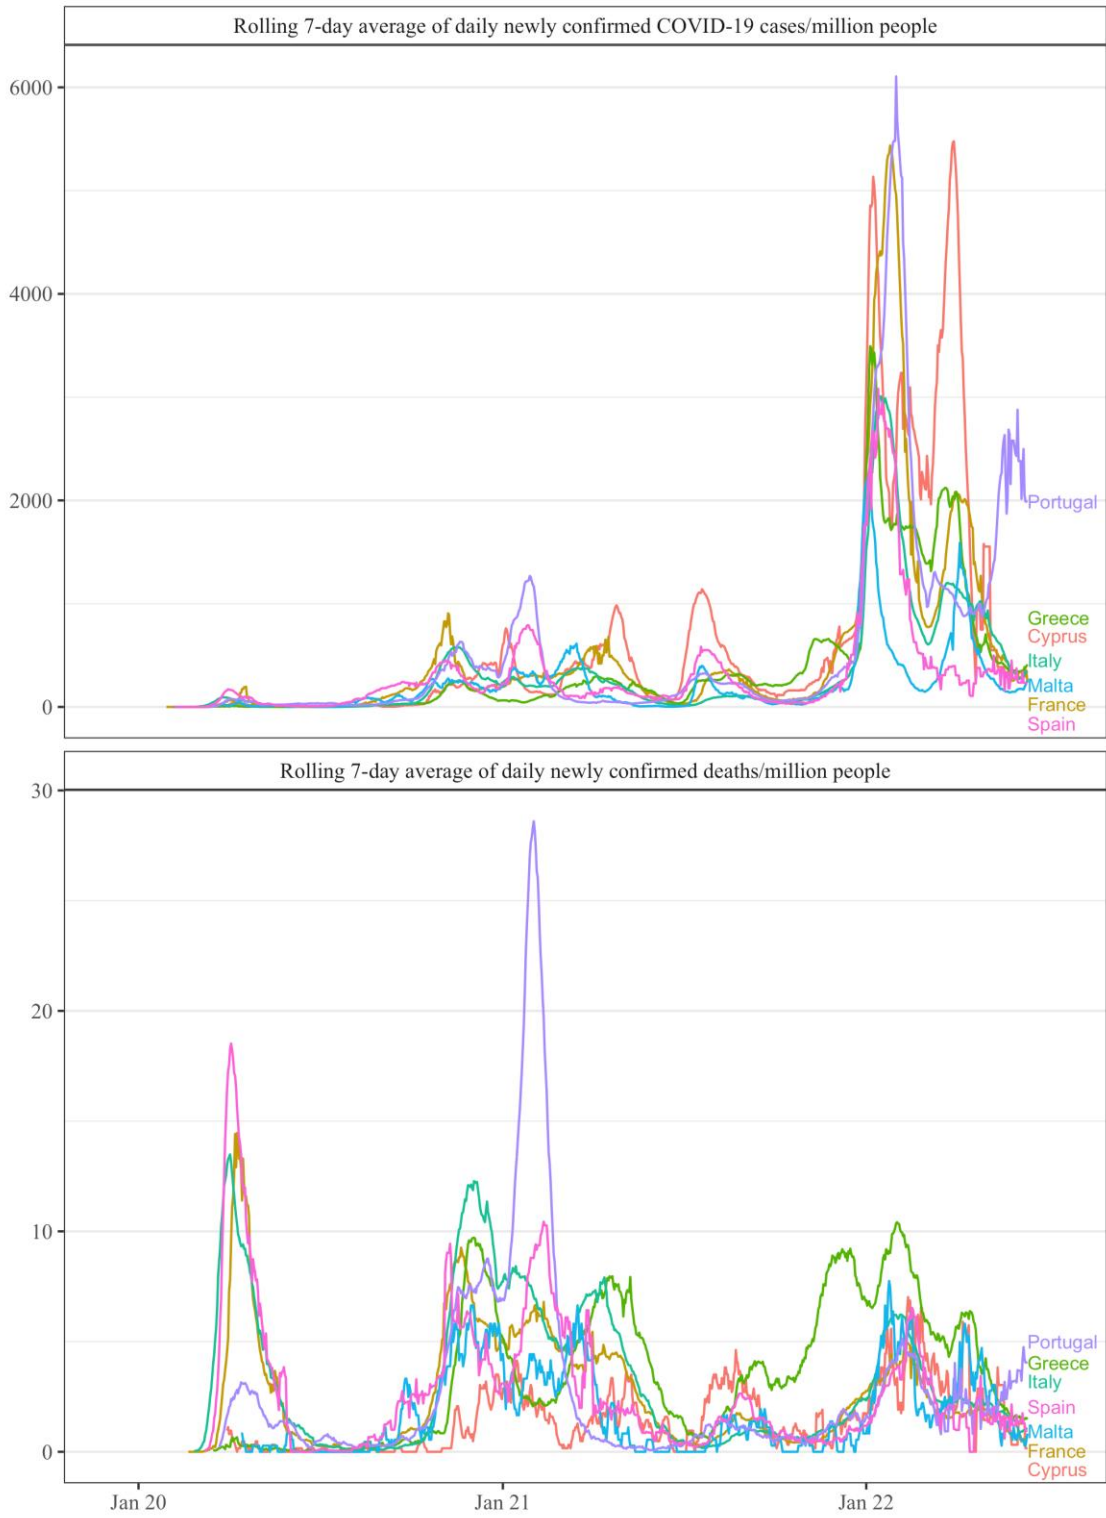 Rolling 7-day average of daily newly confirmed COVID-19 cases/million people
6000
4000
2000
0
Portugal
Greece
Cyprus
Italy
Malta
France
Spain
Rolling 7-day average of daily newly confirmed deaths/million people
30
20
10
0
Portugal
Greece
Italy
Spain
Malta
France
Cyprus
Jan 20 Jan 21 Jan 22